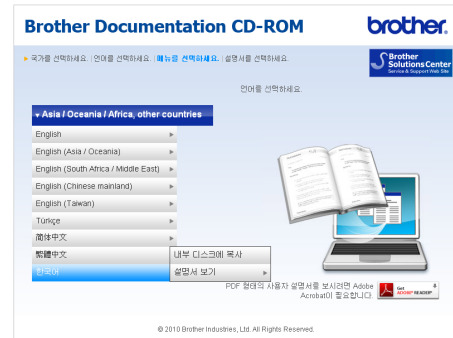 Brother Documentation CD-ROM
brother.
▶ 국가를 선택하세요. | 언어를 선택하세요. | 메뉴를 선택하세요. | 설명서를 선택하세요.
Brother
Solutions Center
Service & Support Web Site
언어를 선택하세요.
▾ Asia / Oceania / Africa, other countries
English
English (Asia / Oceania)
English (South Africa / Middle East)
English (Chinese mainland)
English (Taiwan)
Türkçe
简体中文
繁體中文
한국어
내부 디스크에 복사
설명서 보기
PDF 형태의 사용자 설명서를 보시려면 Adobe
Acrobat이 필요합니다.
Get
ADOBE® READER®
© 2010 Brother Industries, Ltd. All Rights Reserved.